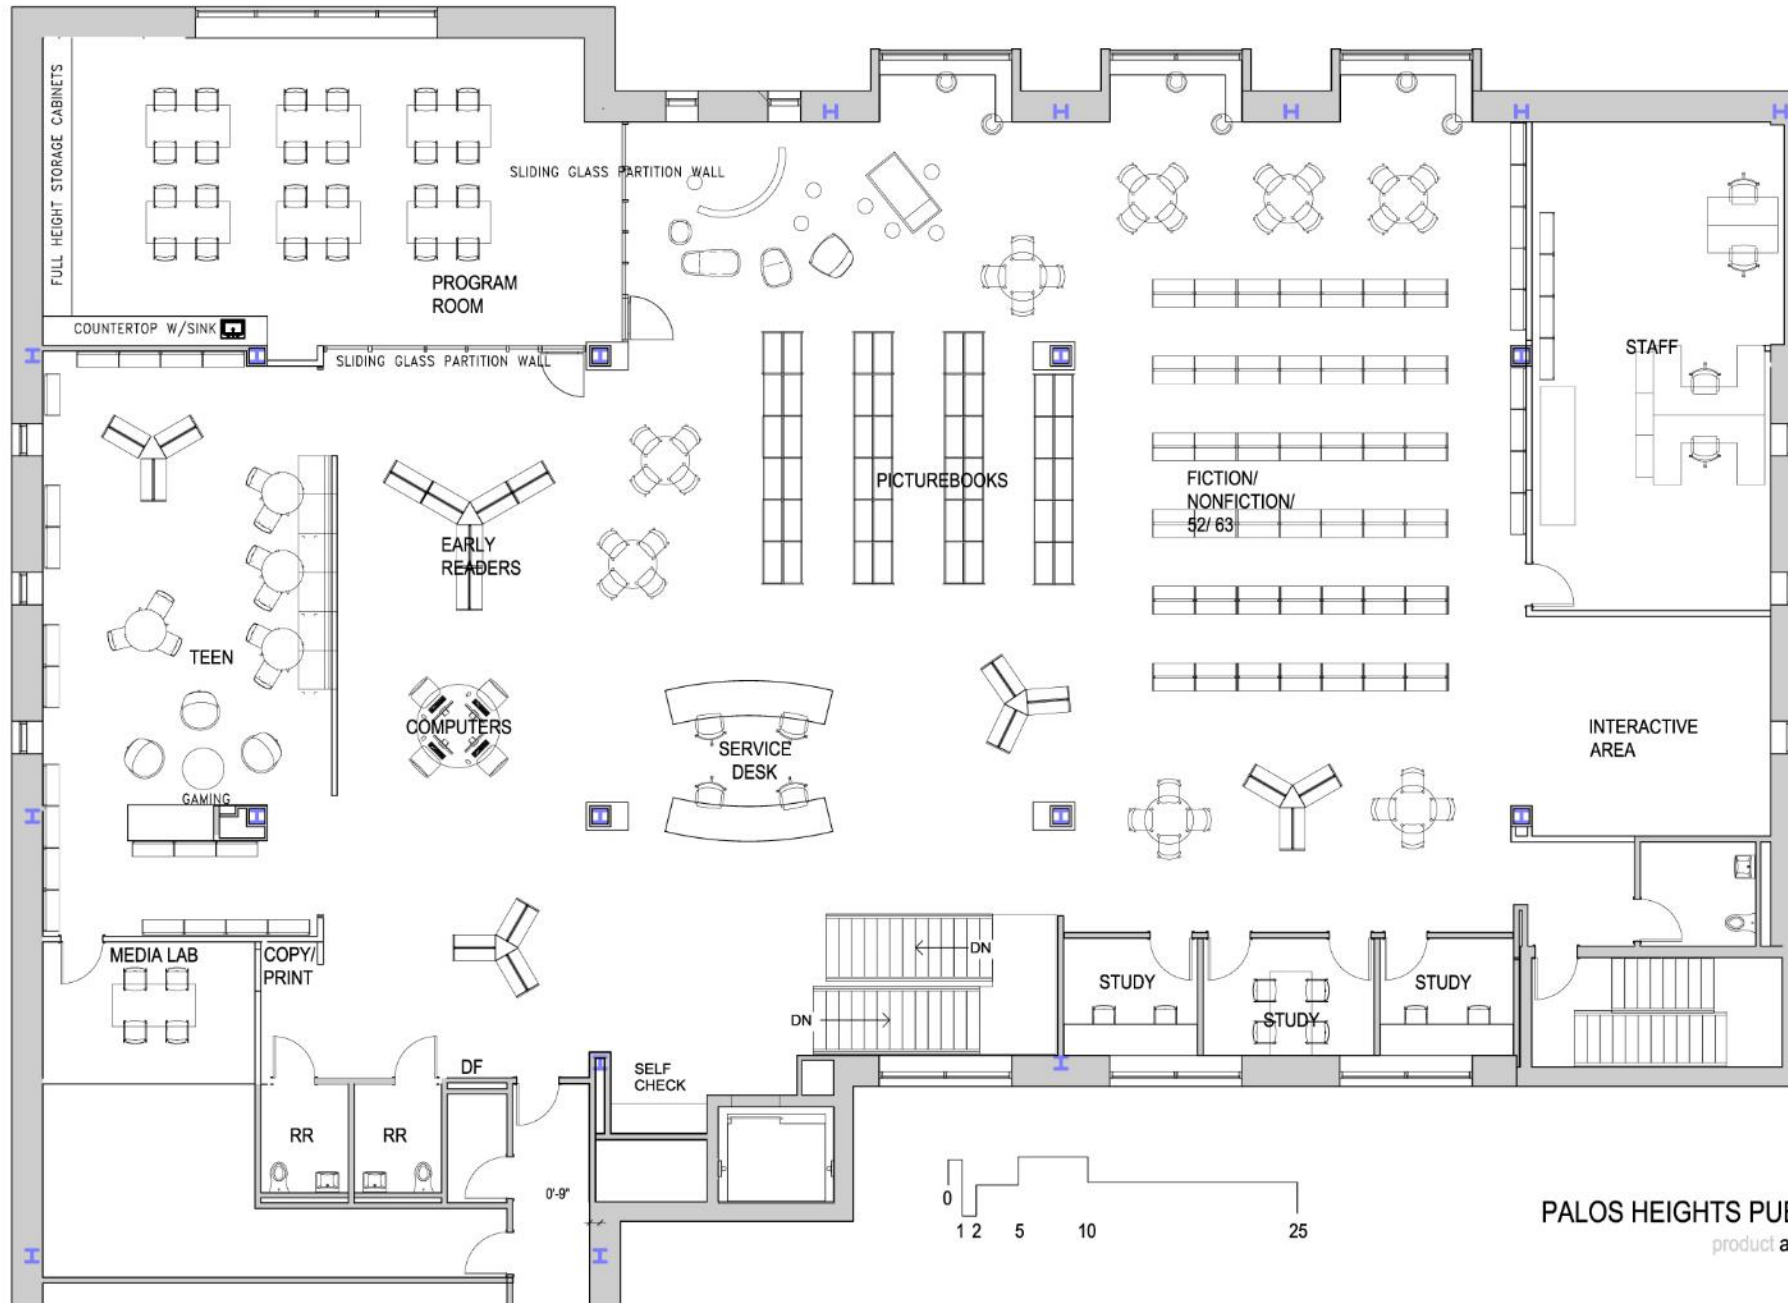 FULL HEIGHT STORAGE CABINETS
SLIDING GLASS PARTITION WALL
PROGRAM
ROOM
COUNTERTOP W/SINK
SLIDING GLASS PARTITION WALL
STAFF
PICTUREBOOKS
FICTION/
NONFICTION/
52/ 63
EARLY
READERS
TEEN
COMPUTERS
SERVICE
DESK
INTERACTIVE
AREA
GAMING
MEDIA LAB
COPY/
PRINT
DN
STUDY
STUDY
STUDY
DN
DF
SELF
CHECK
RR
RR
0'-9"
0
1 2 5 10 25
PALOS HEIGHTS PU
product a